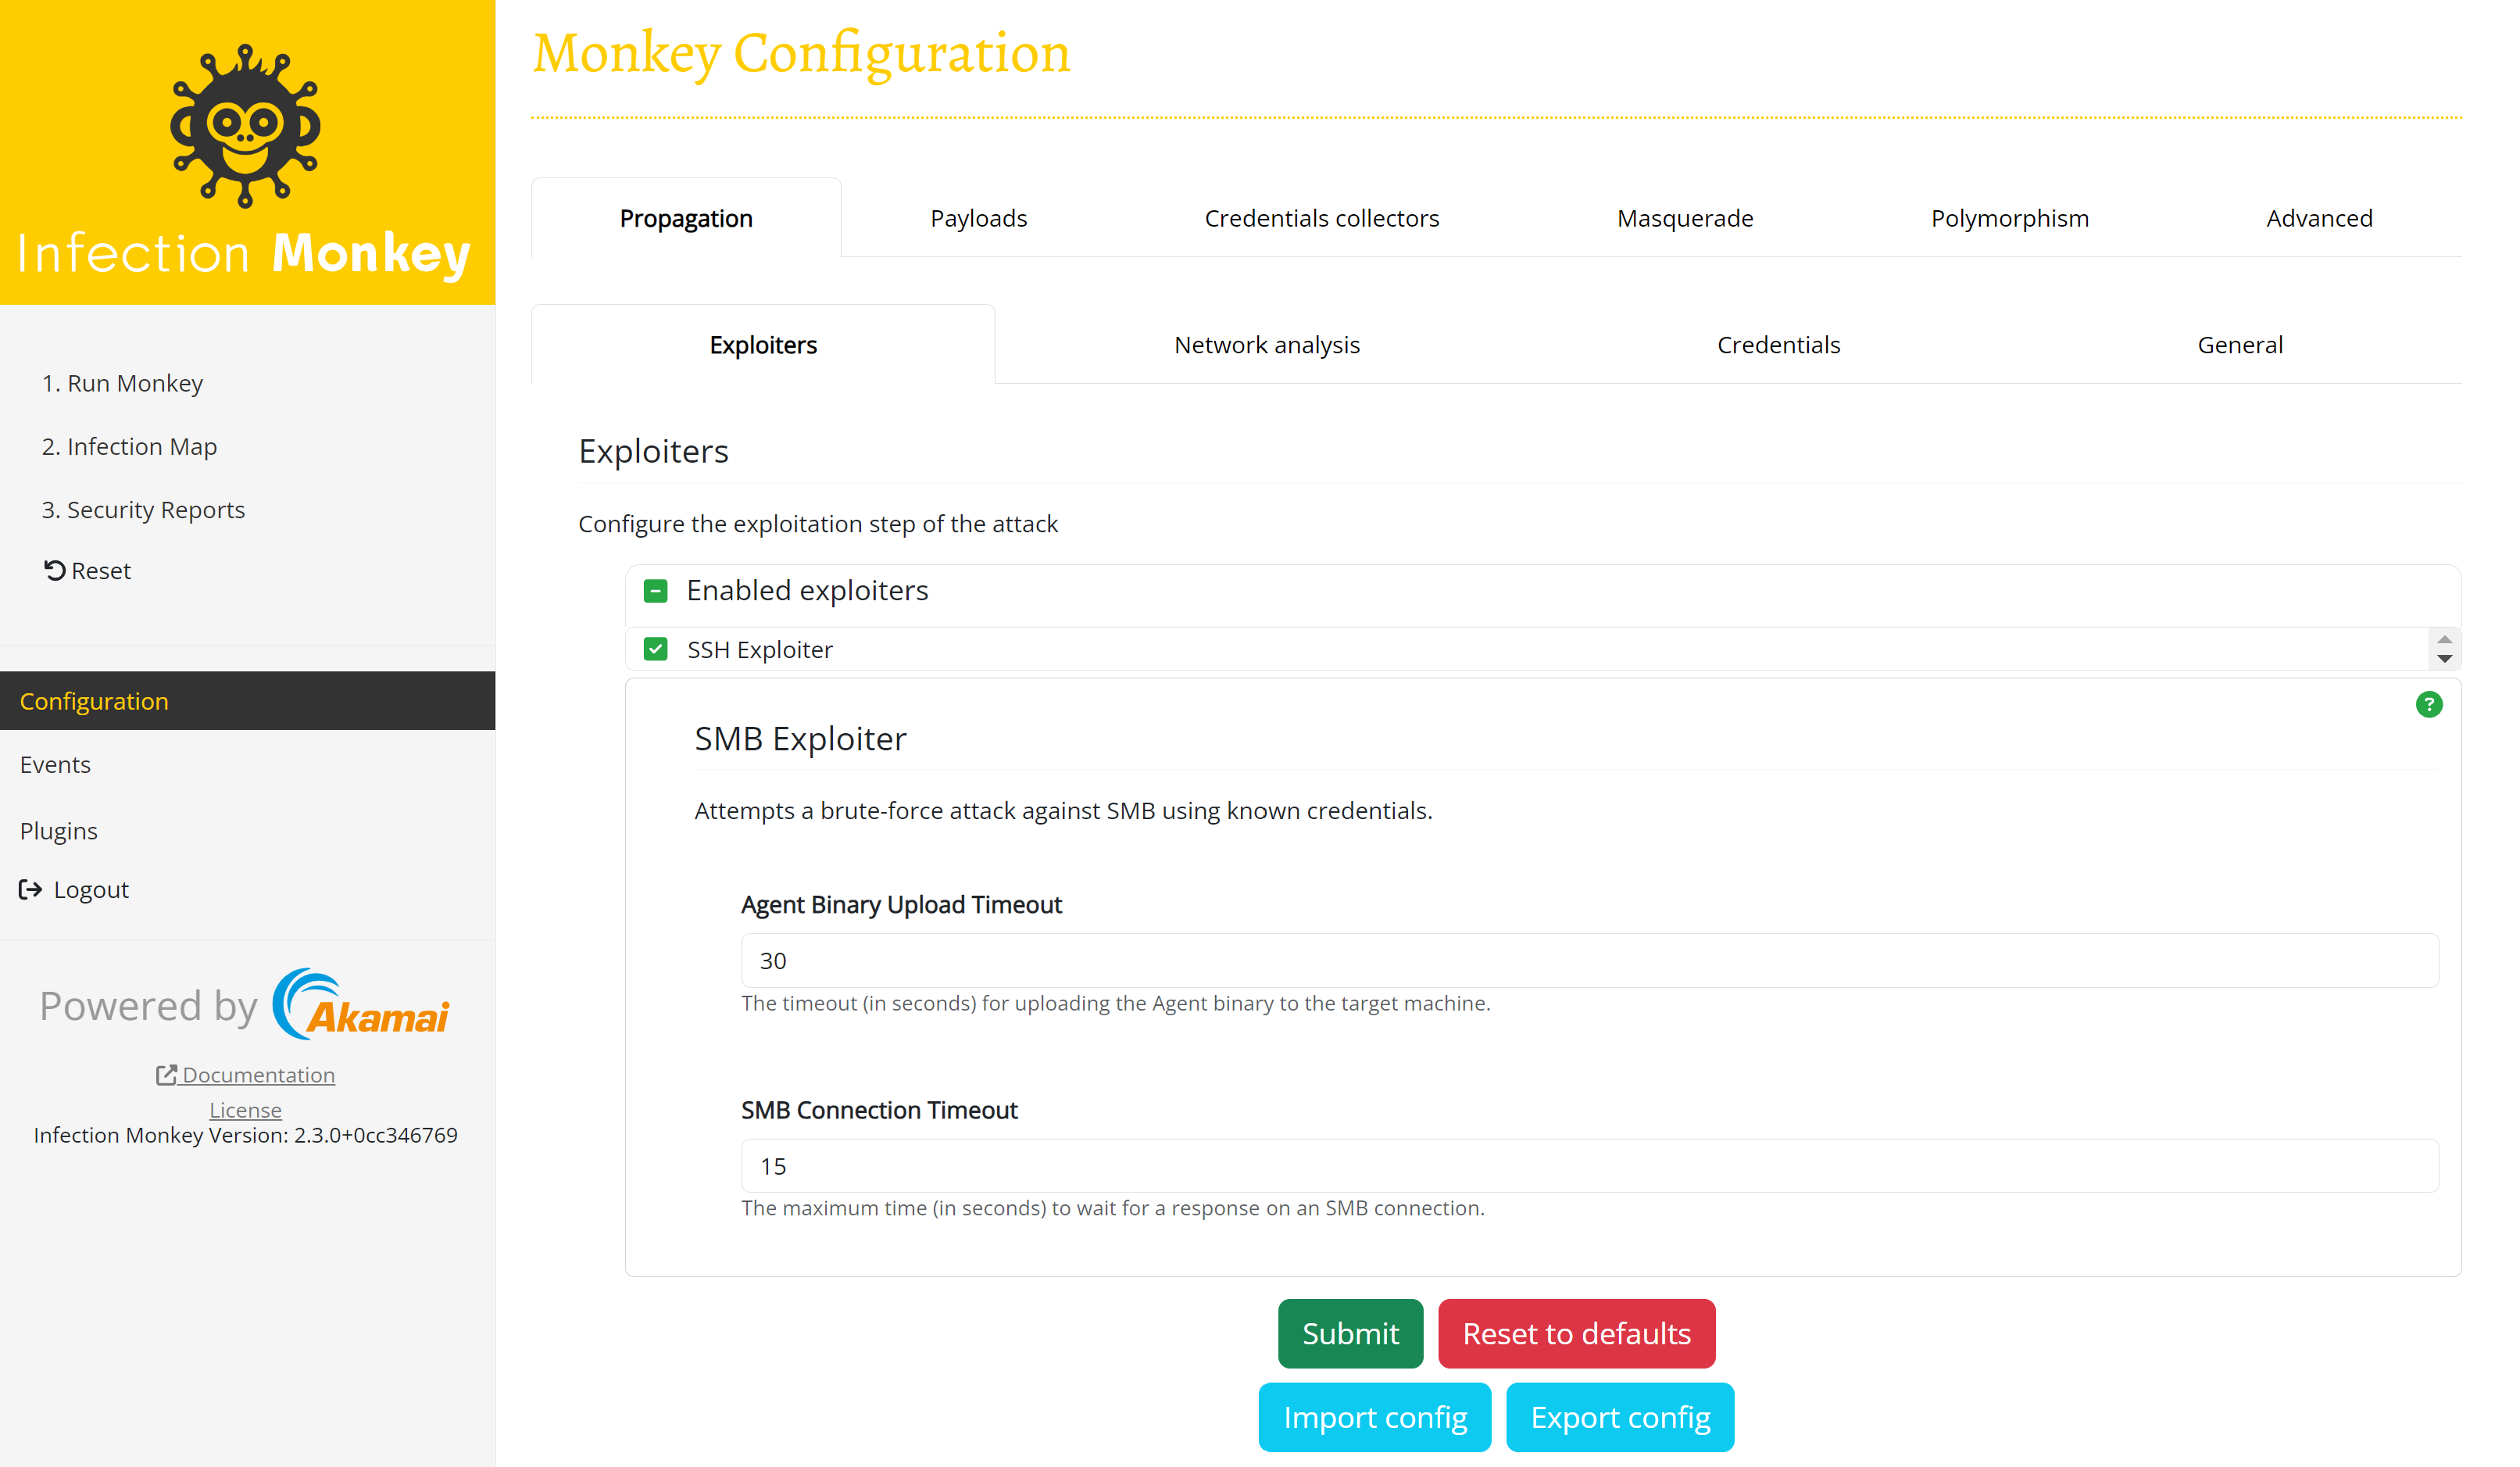 Infection Monkey
1. Run Monkey
2. Infection Map
3. Security Reports
Reset
Configuration
Events
Plugins
Logout
Powered by Akamai
Documentation
License
Infection Monkey Version: 2.3.0+0cc346769
Monkey Configuration
Propagation Payloads Credentials collectors Masquerade Polymorphism Advanced
Exploiters Network analysis Credentials General
Exploiters
Configure the exploitation step of the attack
Enabled exploiters
SSH Exploiter
?
SMB Exploiter
Attempts a brute-force attack against SMB using known credentials.
Agent Binary Upload Timeout
30
The timeout (in seconds) for uploading the Agent binary to the target machine.
SMB Connection Timeout
15
The maximum time (in seconds) to wait for a response on an SMB connection.
Submit Reset to defaults
Import config Export config